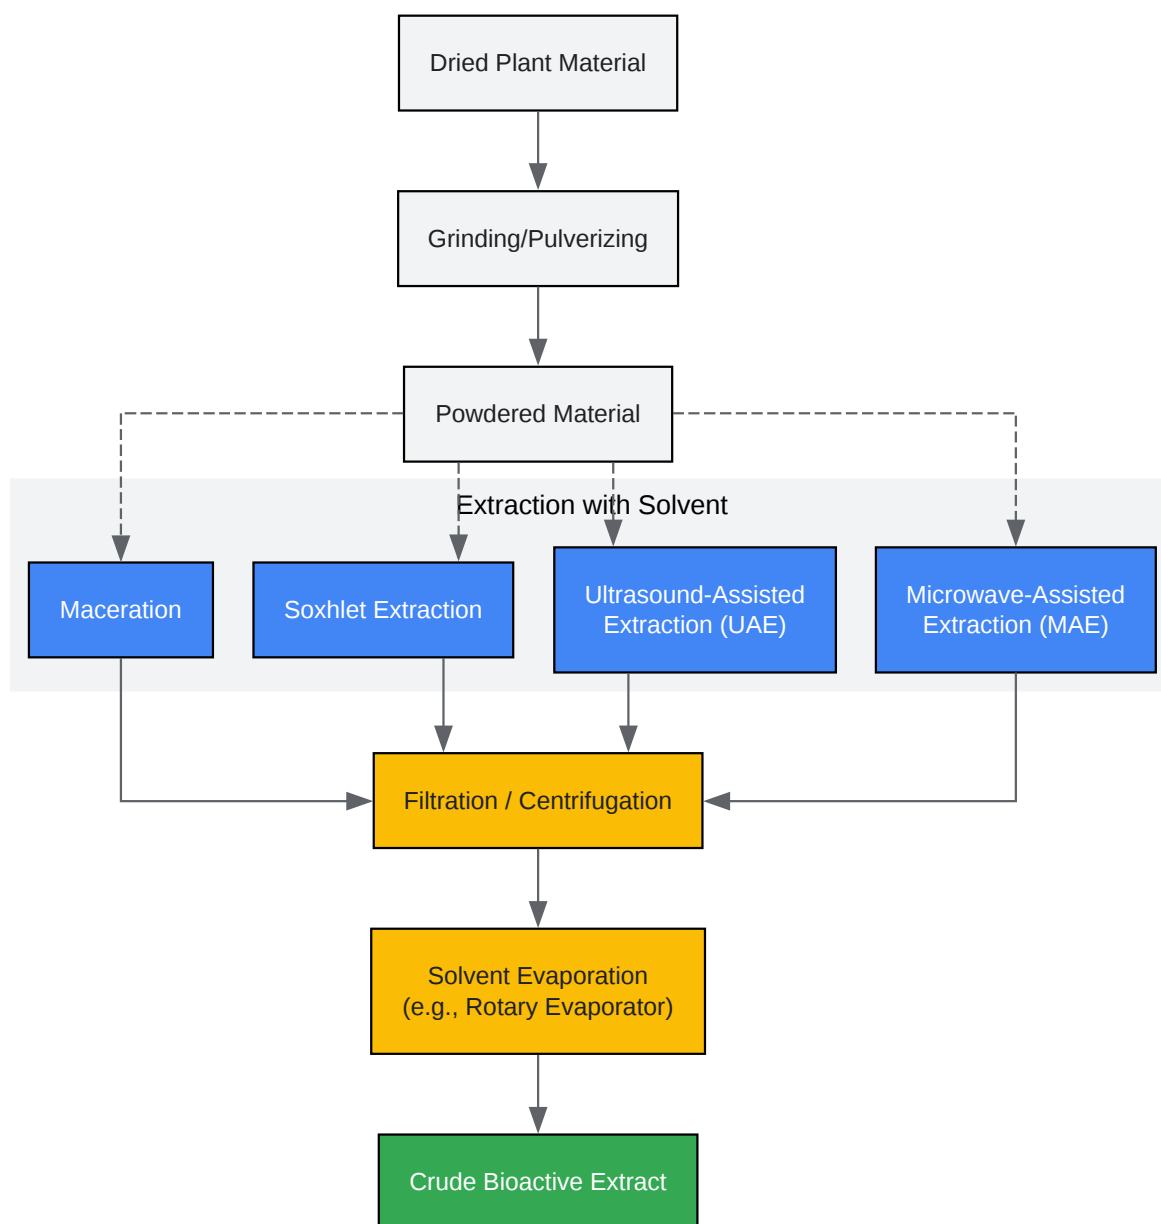 Dried Plant Material
Grinding/Pulverizing
Powdered Material
Extraction with Solvent
Maceration
Soxhlet Extraction
Ultrasound-Assisted
Extraction (UAE)
Microwave-Assisted
Extraction (MAE)
Filtration / Centrifugation
Solvent Evaporation
(e.g., Rotary Evaporator)
Crude Bioactive Extract